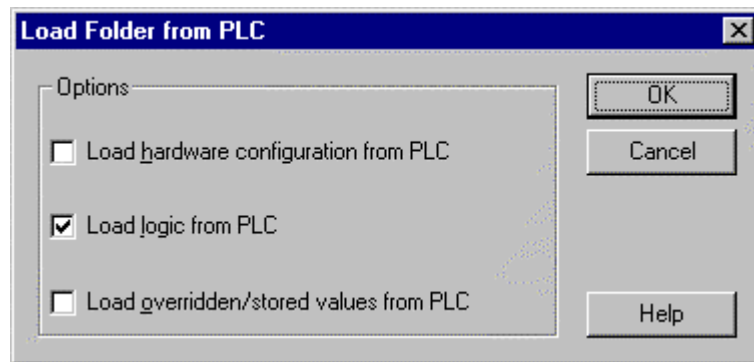 Load Folder from PLC
Options
Load hardware configuration from PLC
Load logic from PLC
Load overridden/stored values from PLC
OK
Cancel
Help